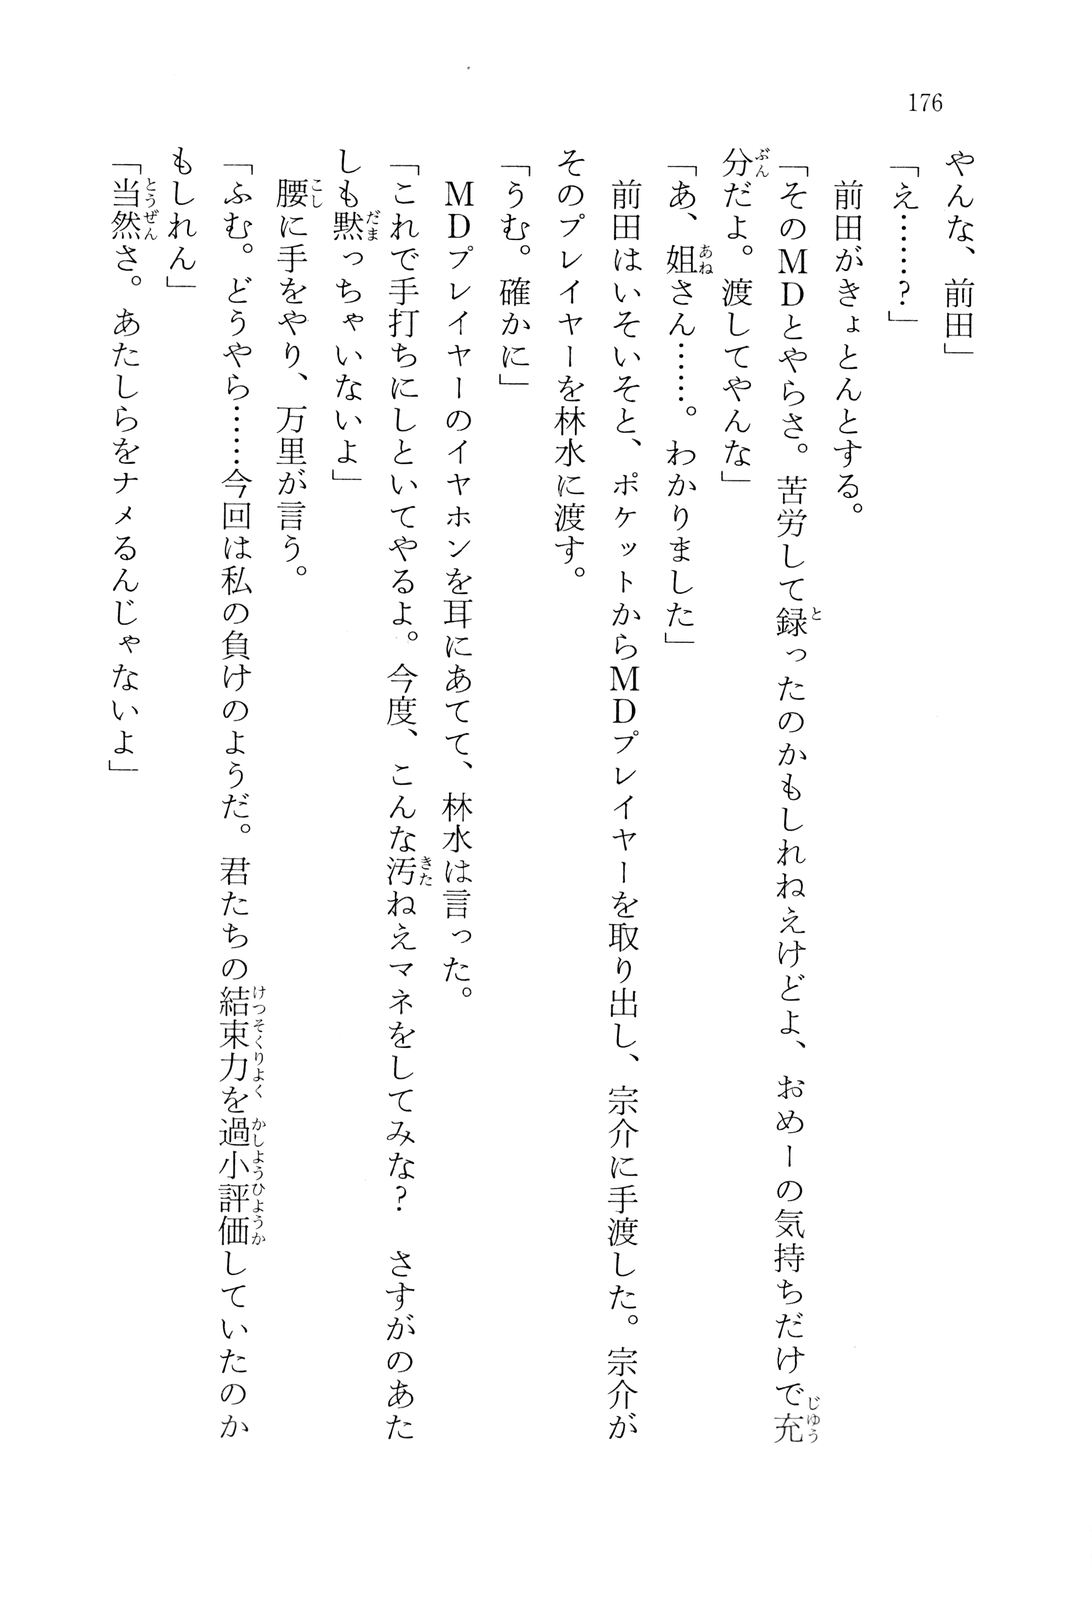 176
やんな、前田」
「え………?」
前田がきょとんとする。
「そのMDとやらさ。苦労して録ったのかもしれねえけどよ、おめーの気持ちだけで充
分だよ。渡してやんな」
「あ、姐さん……。わかりました」
前田はいそいそと、ポケットからMDプレイヤーを取り出し、宗介に手渡した。宗介が
そのプレイヤーを林水に渡す。
「うむ。確かに」
MDプレイヤーのイヤホンを耳にあてて、林水は言った。
「これで手打ちにしといてやるよ。今度、こんな汚ねえマネをしてみな?　さすがのあた
しも黙っちゃいないよ」
腰に手をやり、万里が言う。
「ふむ。どうやら……今回は私の負けのようだ。君たちの結束力を過小評価していたのか
もしれん」
「当然さ。あたしらをナメるんじゃないよ」